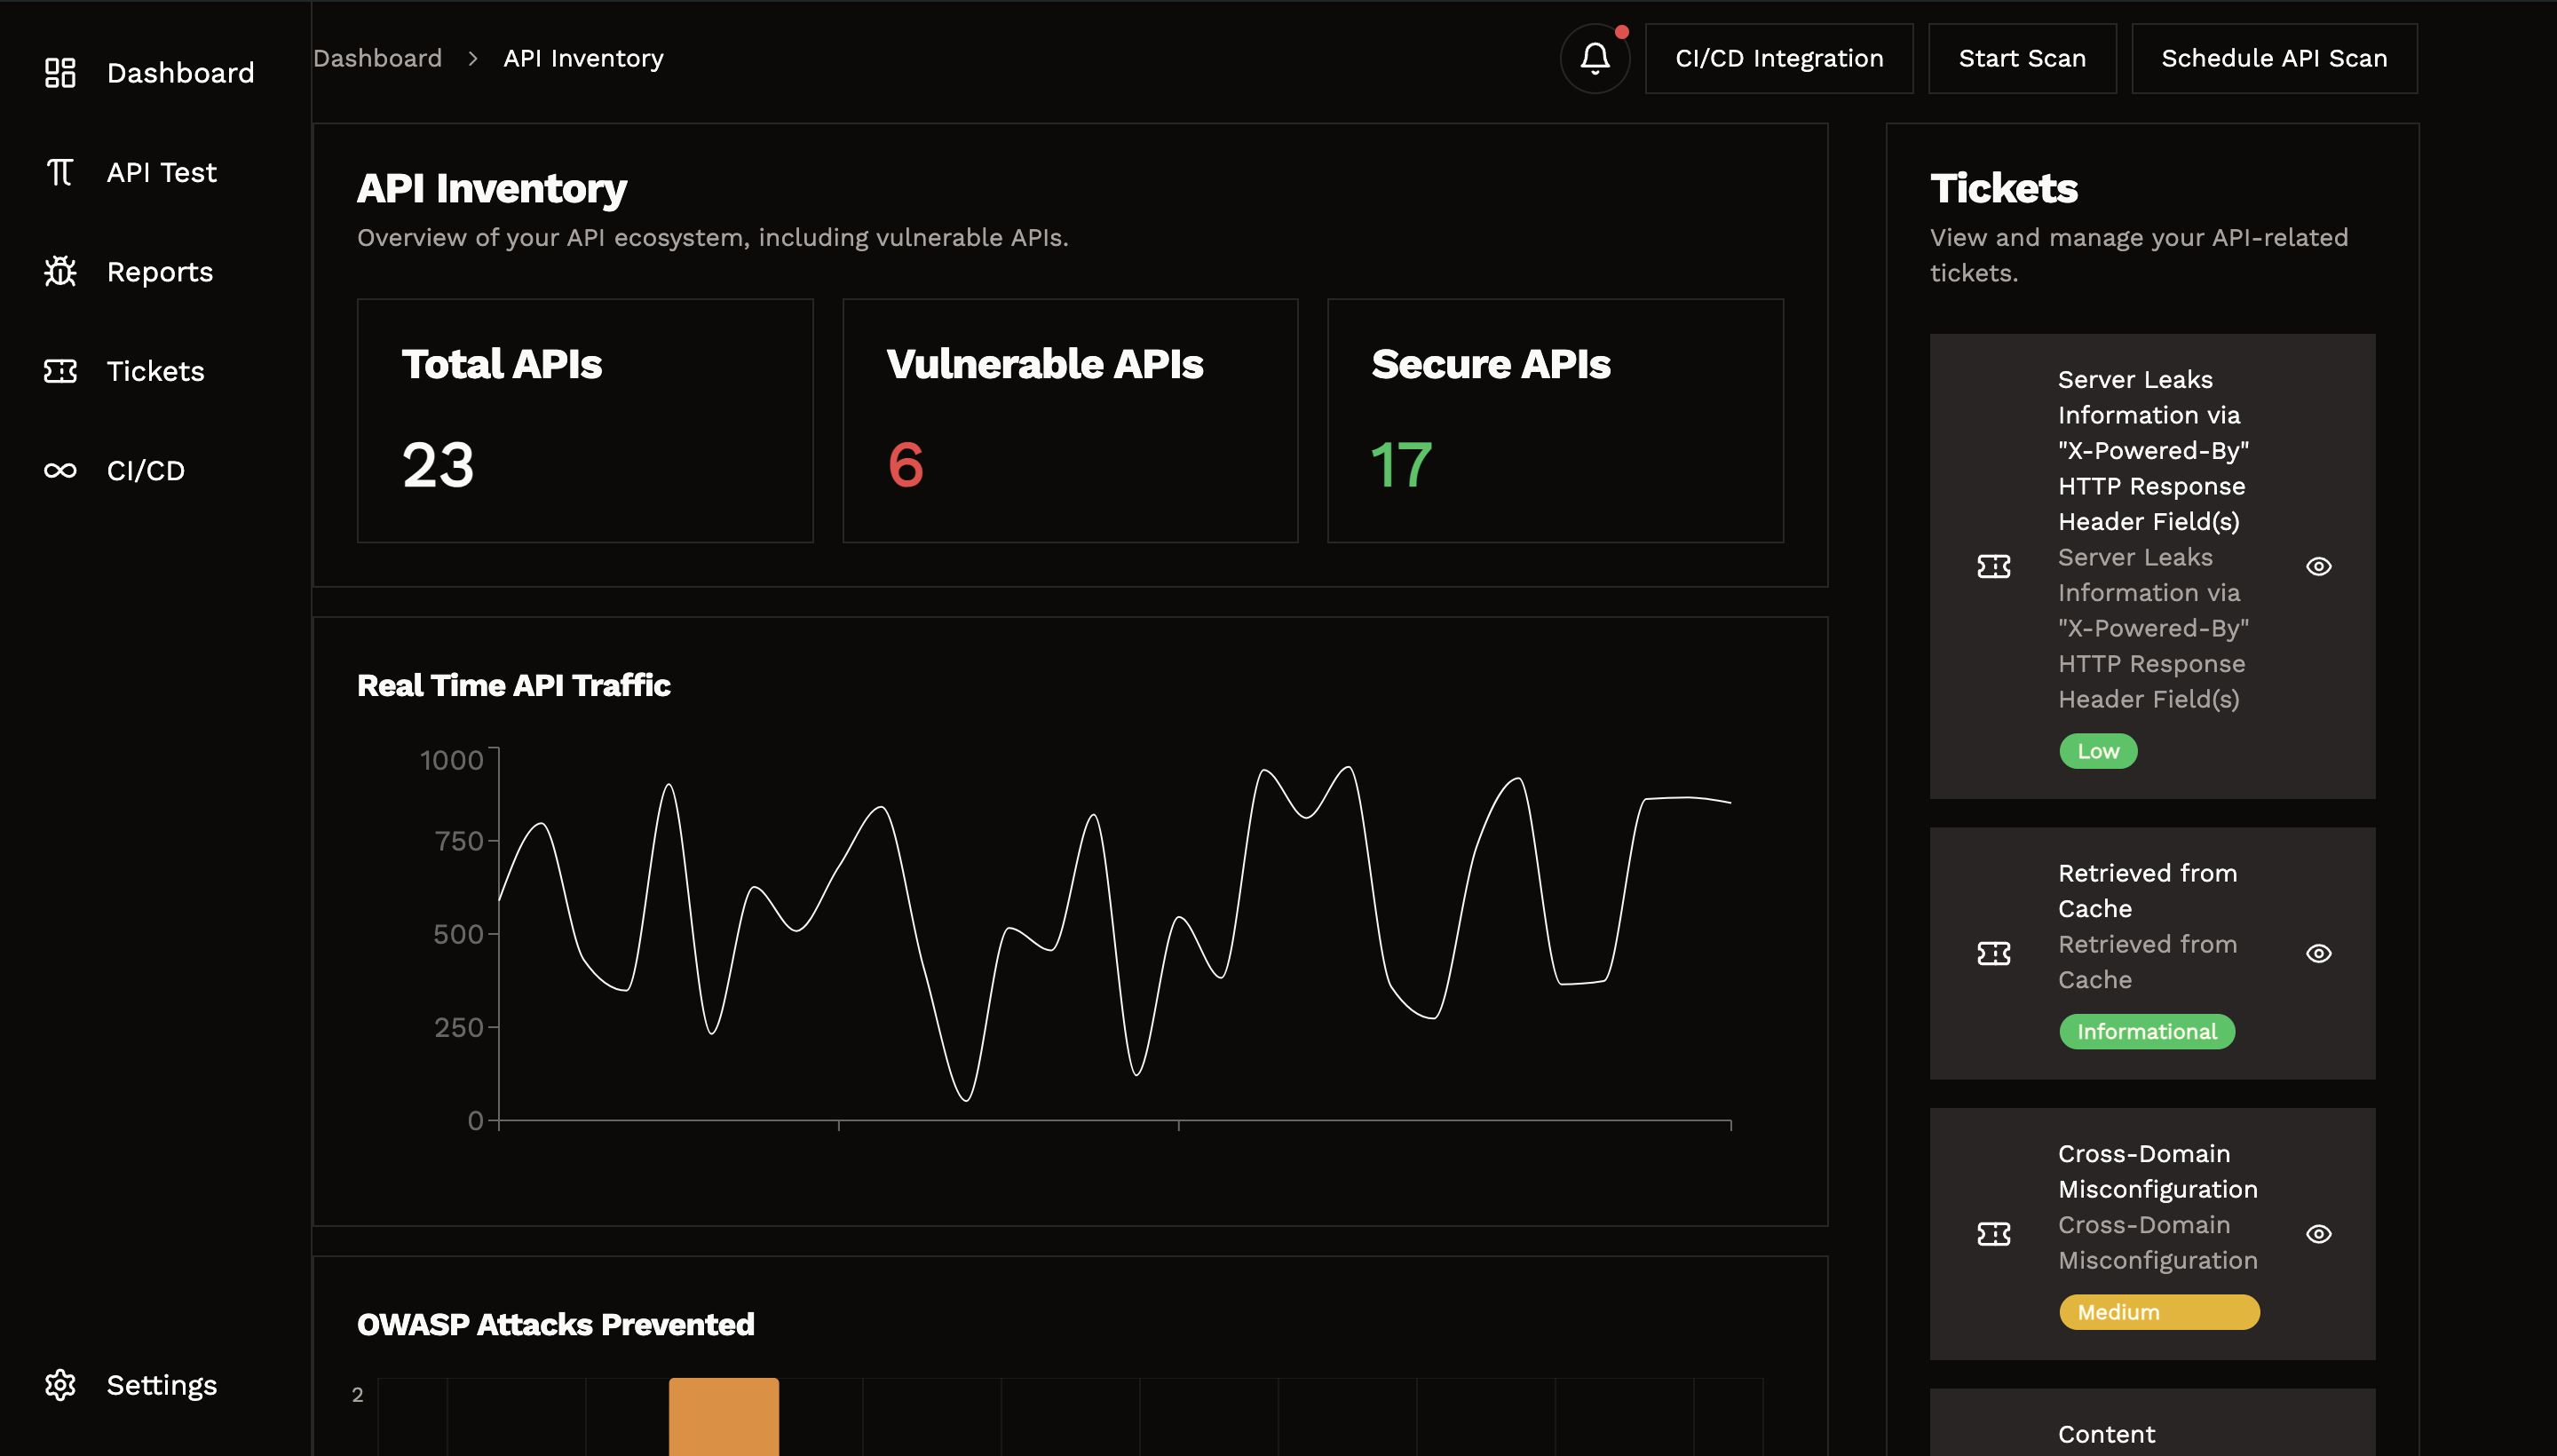 Dashboard
API Test
Reports
Tickets
CI/CD
Settings
Dashboard > API Inventory
CI/CD Integration
Start Scan
Schedule API Scan
API Inventory
Overview of your API ecosystem, including vulnerable APIs.
Total APIs
23
Vulnerable APIs
6
Secure APIs
17
Real Time API Traffic
1000
750
500
250
0
OWASP Attacks Prevented
2
Tickets
View and manage your API-related
tickets.
Server Leaks
Information via
"X-Powered-By"
HTTP Response
Header Field(s)
Server Leaks
Information via
"X-Powered-By"
HTTP Response
Header Field(s)
Low
Retrieved from
Cache
Retrieved from
Cache
Informational
Cross-Domain
Misconfiguration
Cross-Domain
Misconfiguration
Medium
Content